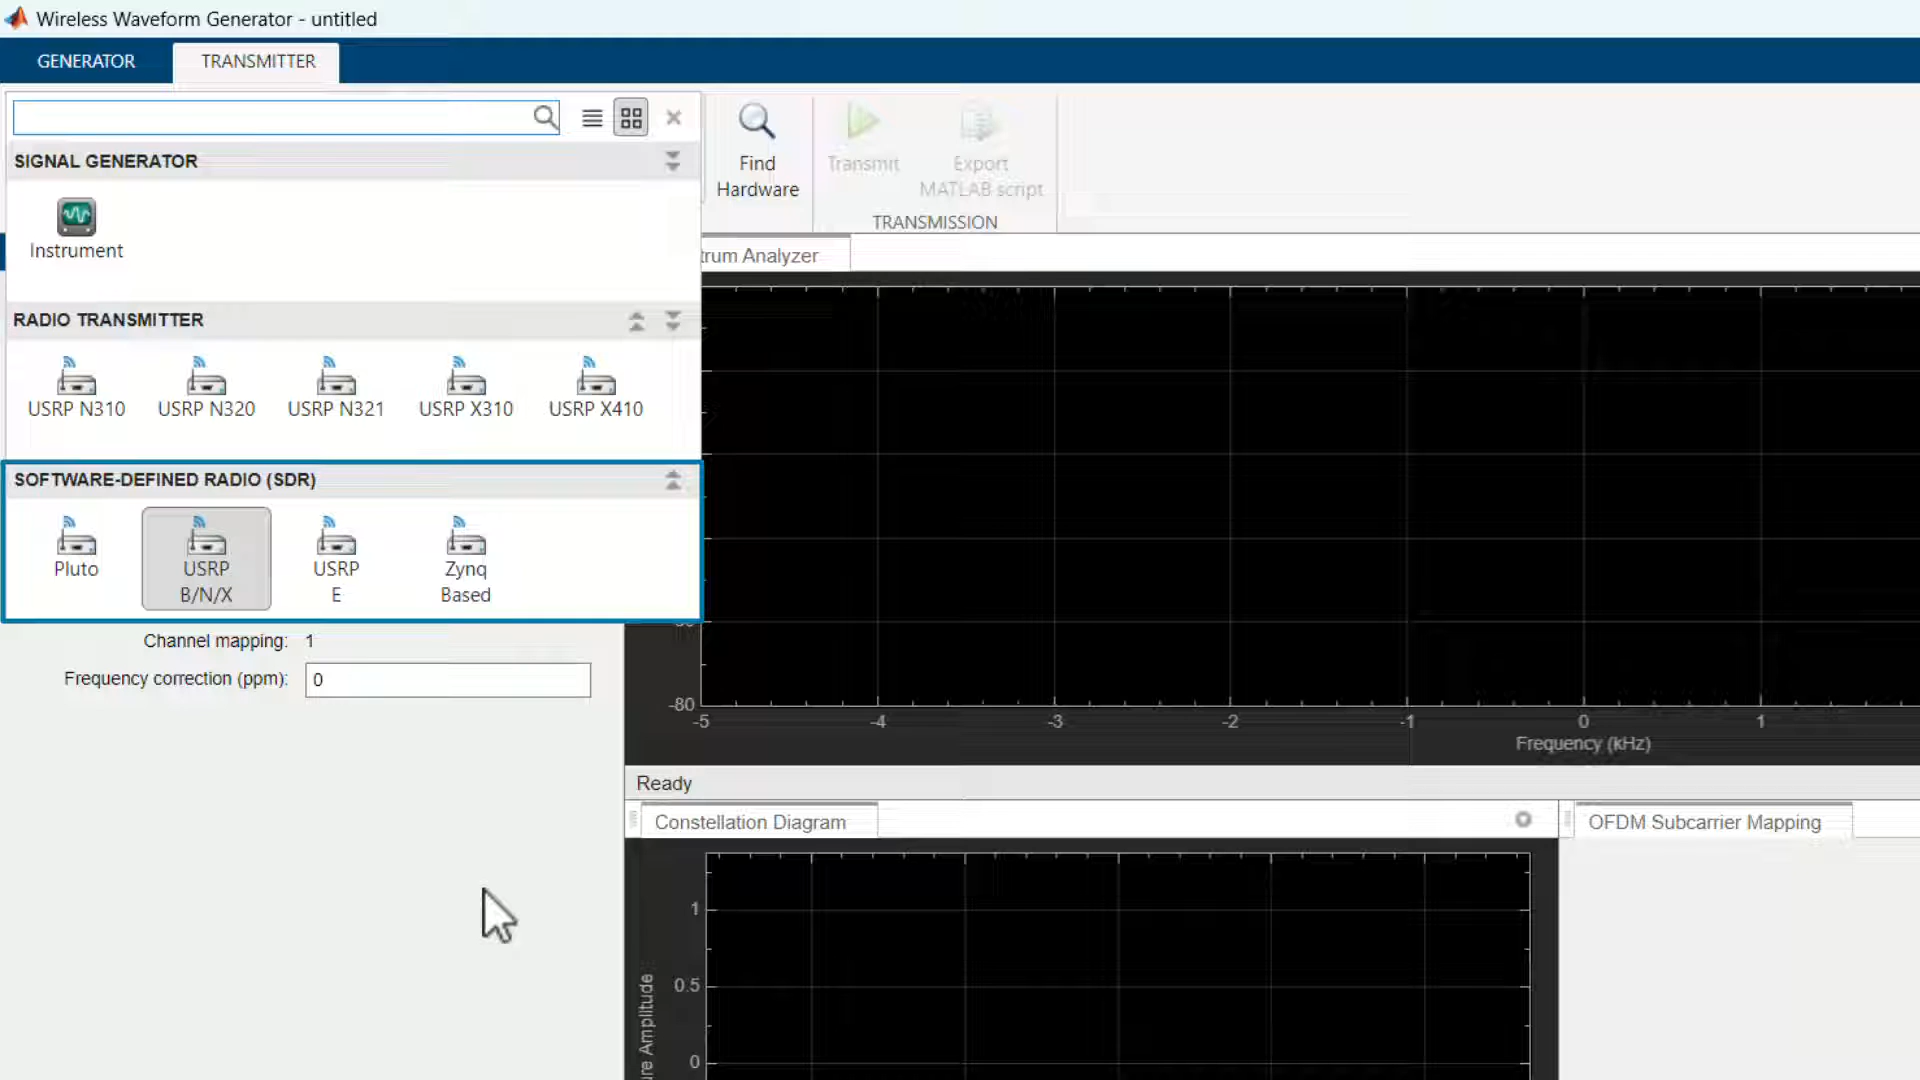 Wireless Waveform Generator - untitled
GENERATOR
TRANSMITTER
SIGNAL GENERATOR
Instrument
RADIO TRANSMITTER
USRP N310
USRP N320
USRP N321
USRP X310
USRP X410
SOFTWARE-DEFINED RADIO (SDR)
Pluto
USRP
B/N/X
USRP
E
Zynq
Based
Channel mapping: 1
Frequency correction (ppm): 0
Find
Hardware
Transmit
Export
MATLAB script
TRANSMISSION
trum Analyzer
-80
-5 -4 -3 -2 -1 0 1
Frequency (kHz)
Ready
Constellation Diagram
OFDM Subcarrier Mapping
1
0.5
0
Amplitude